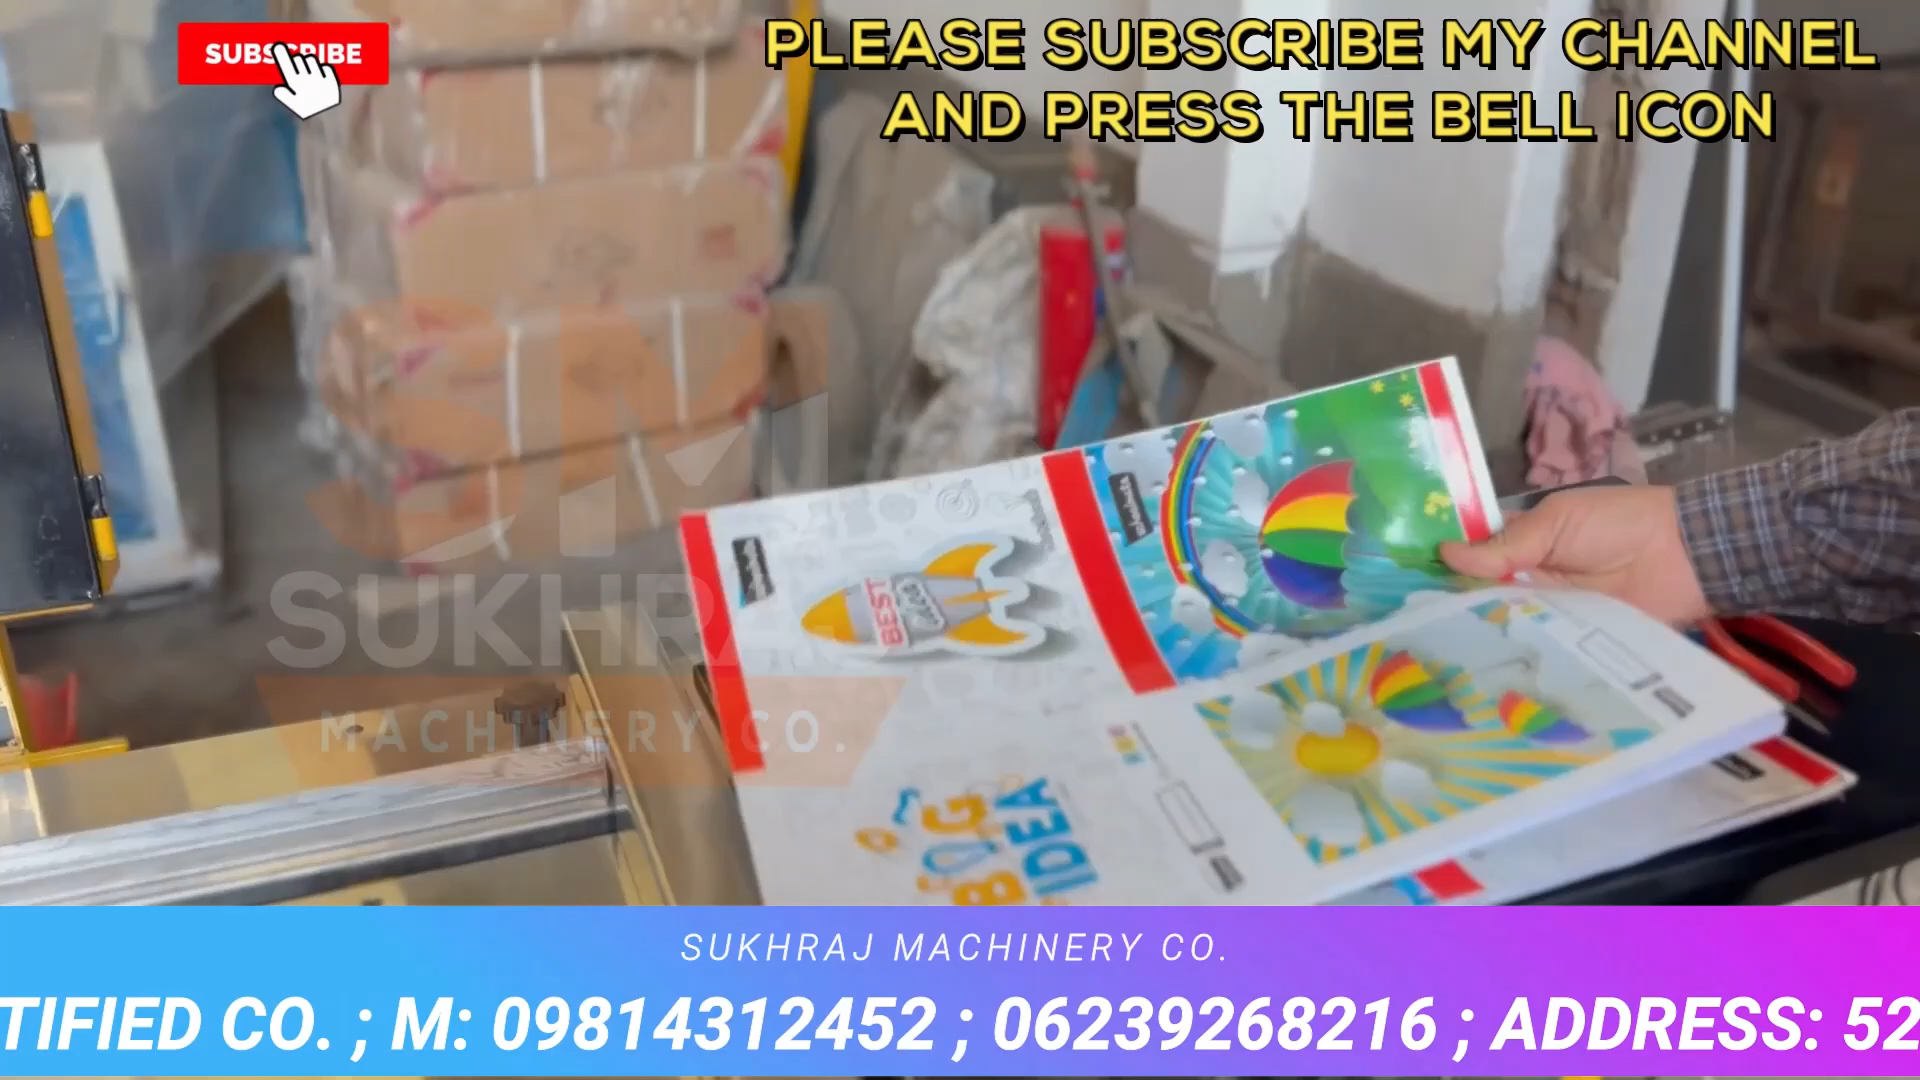 SUBSCRIBE
PLEASE SUBSCRIBE MY CHANNEL
AND PRESS THE BELL ICON
SM
SUKHRAJ
MACHINERY CO.
BEST
BIG
IDEA
SUKHRAJ MACHINERY CO.
TIFIED CO. ; M: 09814312452 ; 06239268216 ; ADDRESS: 52